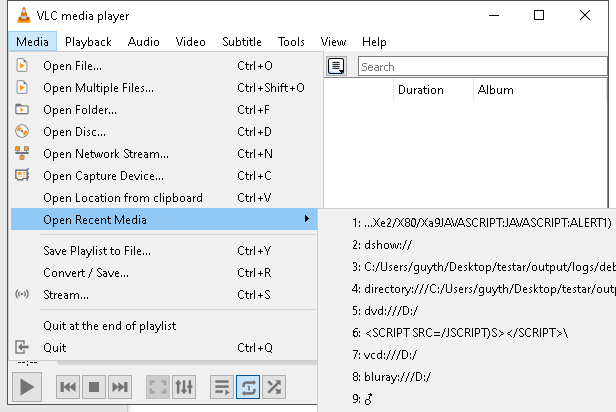 VLC media player
Media Playback Audio Video Subtitle Tools View Help
Open File... Ctrl+O
Open Multiple Files... Ctrl+Shift+O
Open Folder... Ctrl+F
Open Disc... Ctrl+D
Open Network Stream... Ctrl+N
Open Capture Device... Ctrl+C
Open Location from clipboard Ctrl+V
Open Recent Media
Save Playlist to File... Ctrl+Y
Convert / Save... Ctrl+R
Stream... Ctrl+S
Quit at the end of playlist
Quit Ctrl+Q
Search
Duration Album
1: ...Xe2/X80/Xa9JAVASCRIPT:JAVASCRIPT:ALERT1)
2: dshow://
3: C:/Users/guyth/Desktop/testar/output/logs/deb
4: directory:///C:/Users/guyth/Desktop/testar/outpu
5: dvd:///D:/
6: <SCRIPT SRC=/JSCRIPT)S></SCRIPT>\
7: vcd:///D:/
8: bluray:///D:/
9: ♂